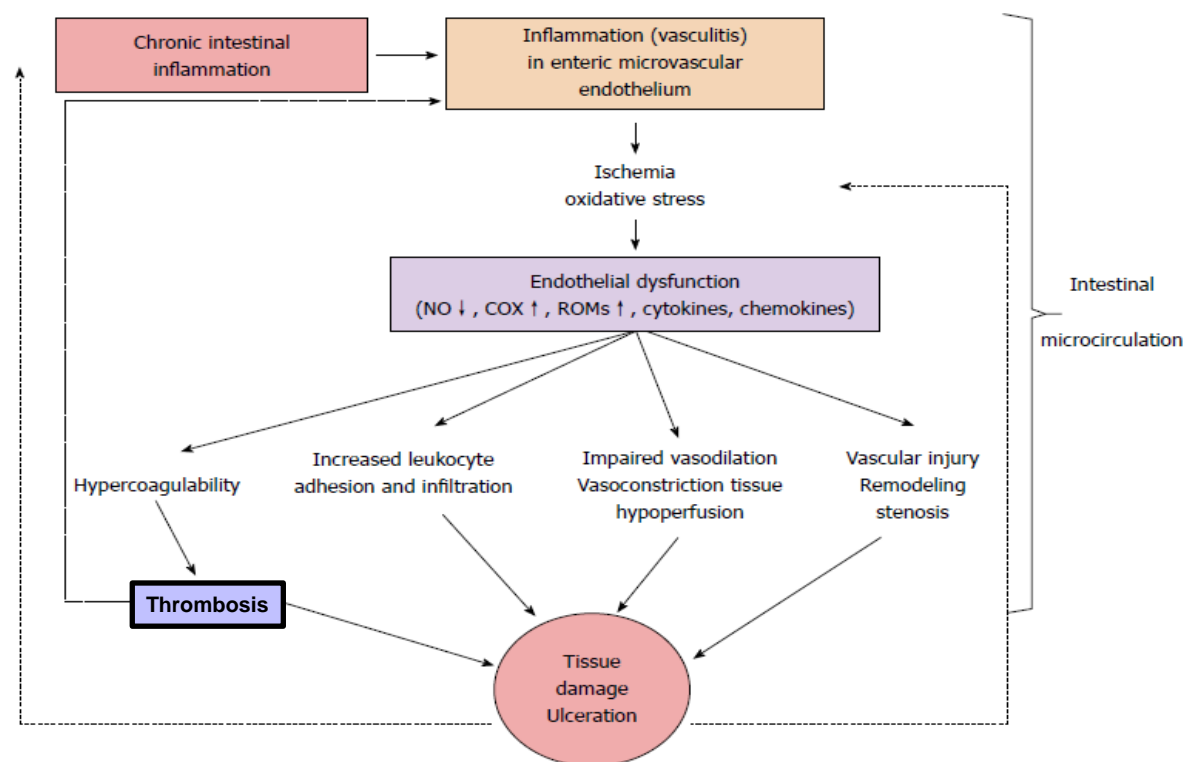 Chronic intestinal
inflammation
Inflammation (vasculitis)
in enteric microvascular
endothelium
Ischemia
oxidative stress
Endothelial dysfunction
(NO ↓ , COX ↑ , ROMs ↑ , cytokines, chemokines)
Intestinal
microcirculation
Hypercoagulability
Increased leukocyte
adhesion and infiltration
Impaired vasodilation
Vasoconstriction tissue
hypoperfusion
Vascular injury
Remodeling
stenosis
Thrombosis
Tissue
damage
Ulceration